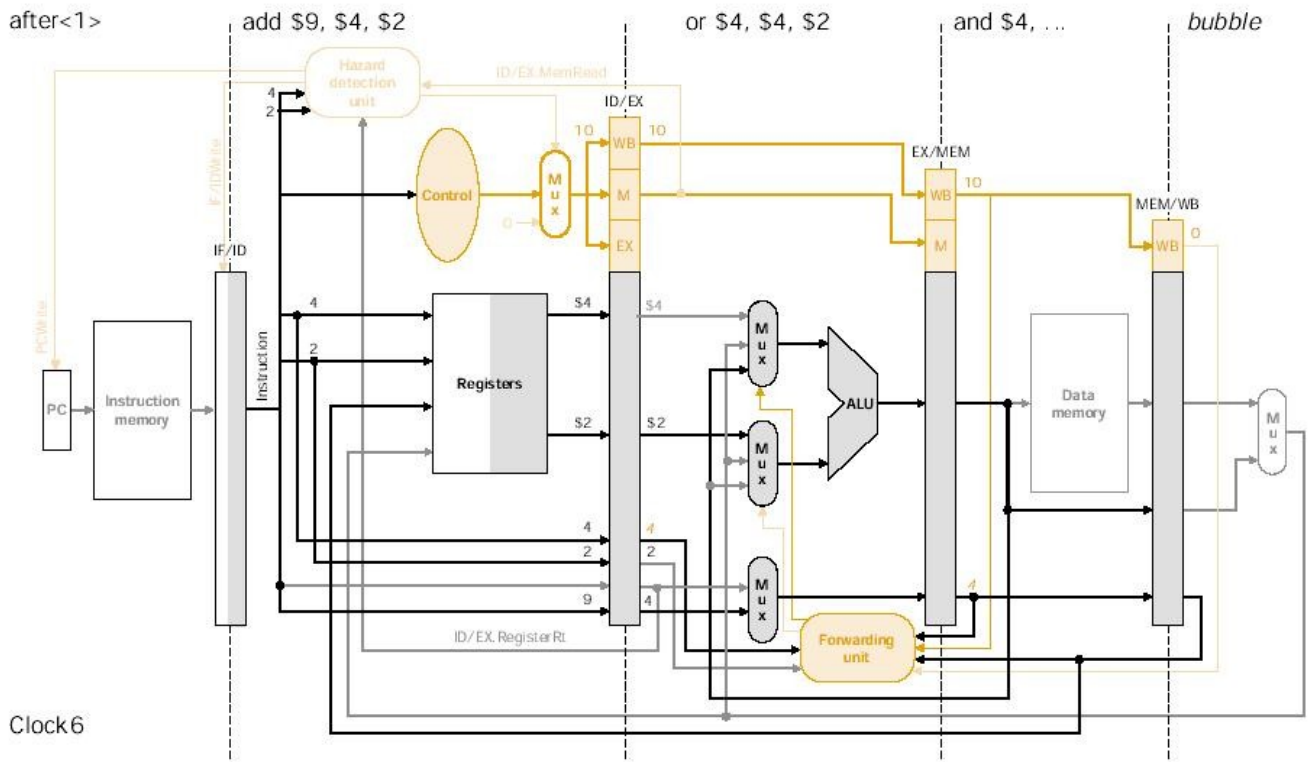 after<1>
add $9, $4, $2
or $4, $4, $2
and $4, ...
bubble
Hazard
detection
unit
ID/EX.MemRead
4
2
ID/EX
10
WB
10
EX/MEM
PCWrite
IF/IDWrite
Control
M
u
x
M
WB
10
MEM/WB
0
IF/ID
EX
M
WB
0
4
$4
$4
M
u
x
2
Instruction
Registers
ALU
PC
Instruction
memory
Data
memory
M
u
x
$2
$2
M
u
x
4
4
2
2
M
u
x
4
9
4
ID/EX.RegisterRt
Forwarding
unit
Clock 6